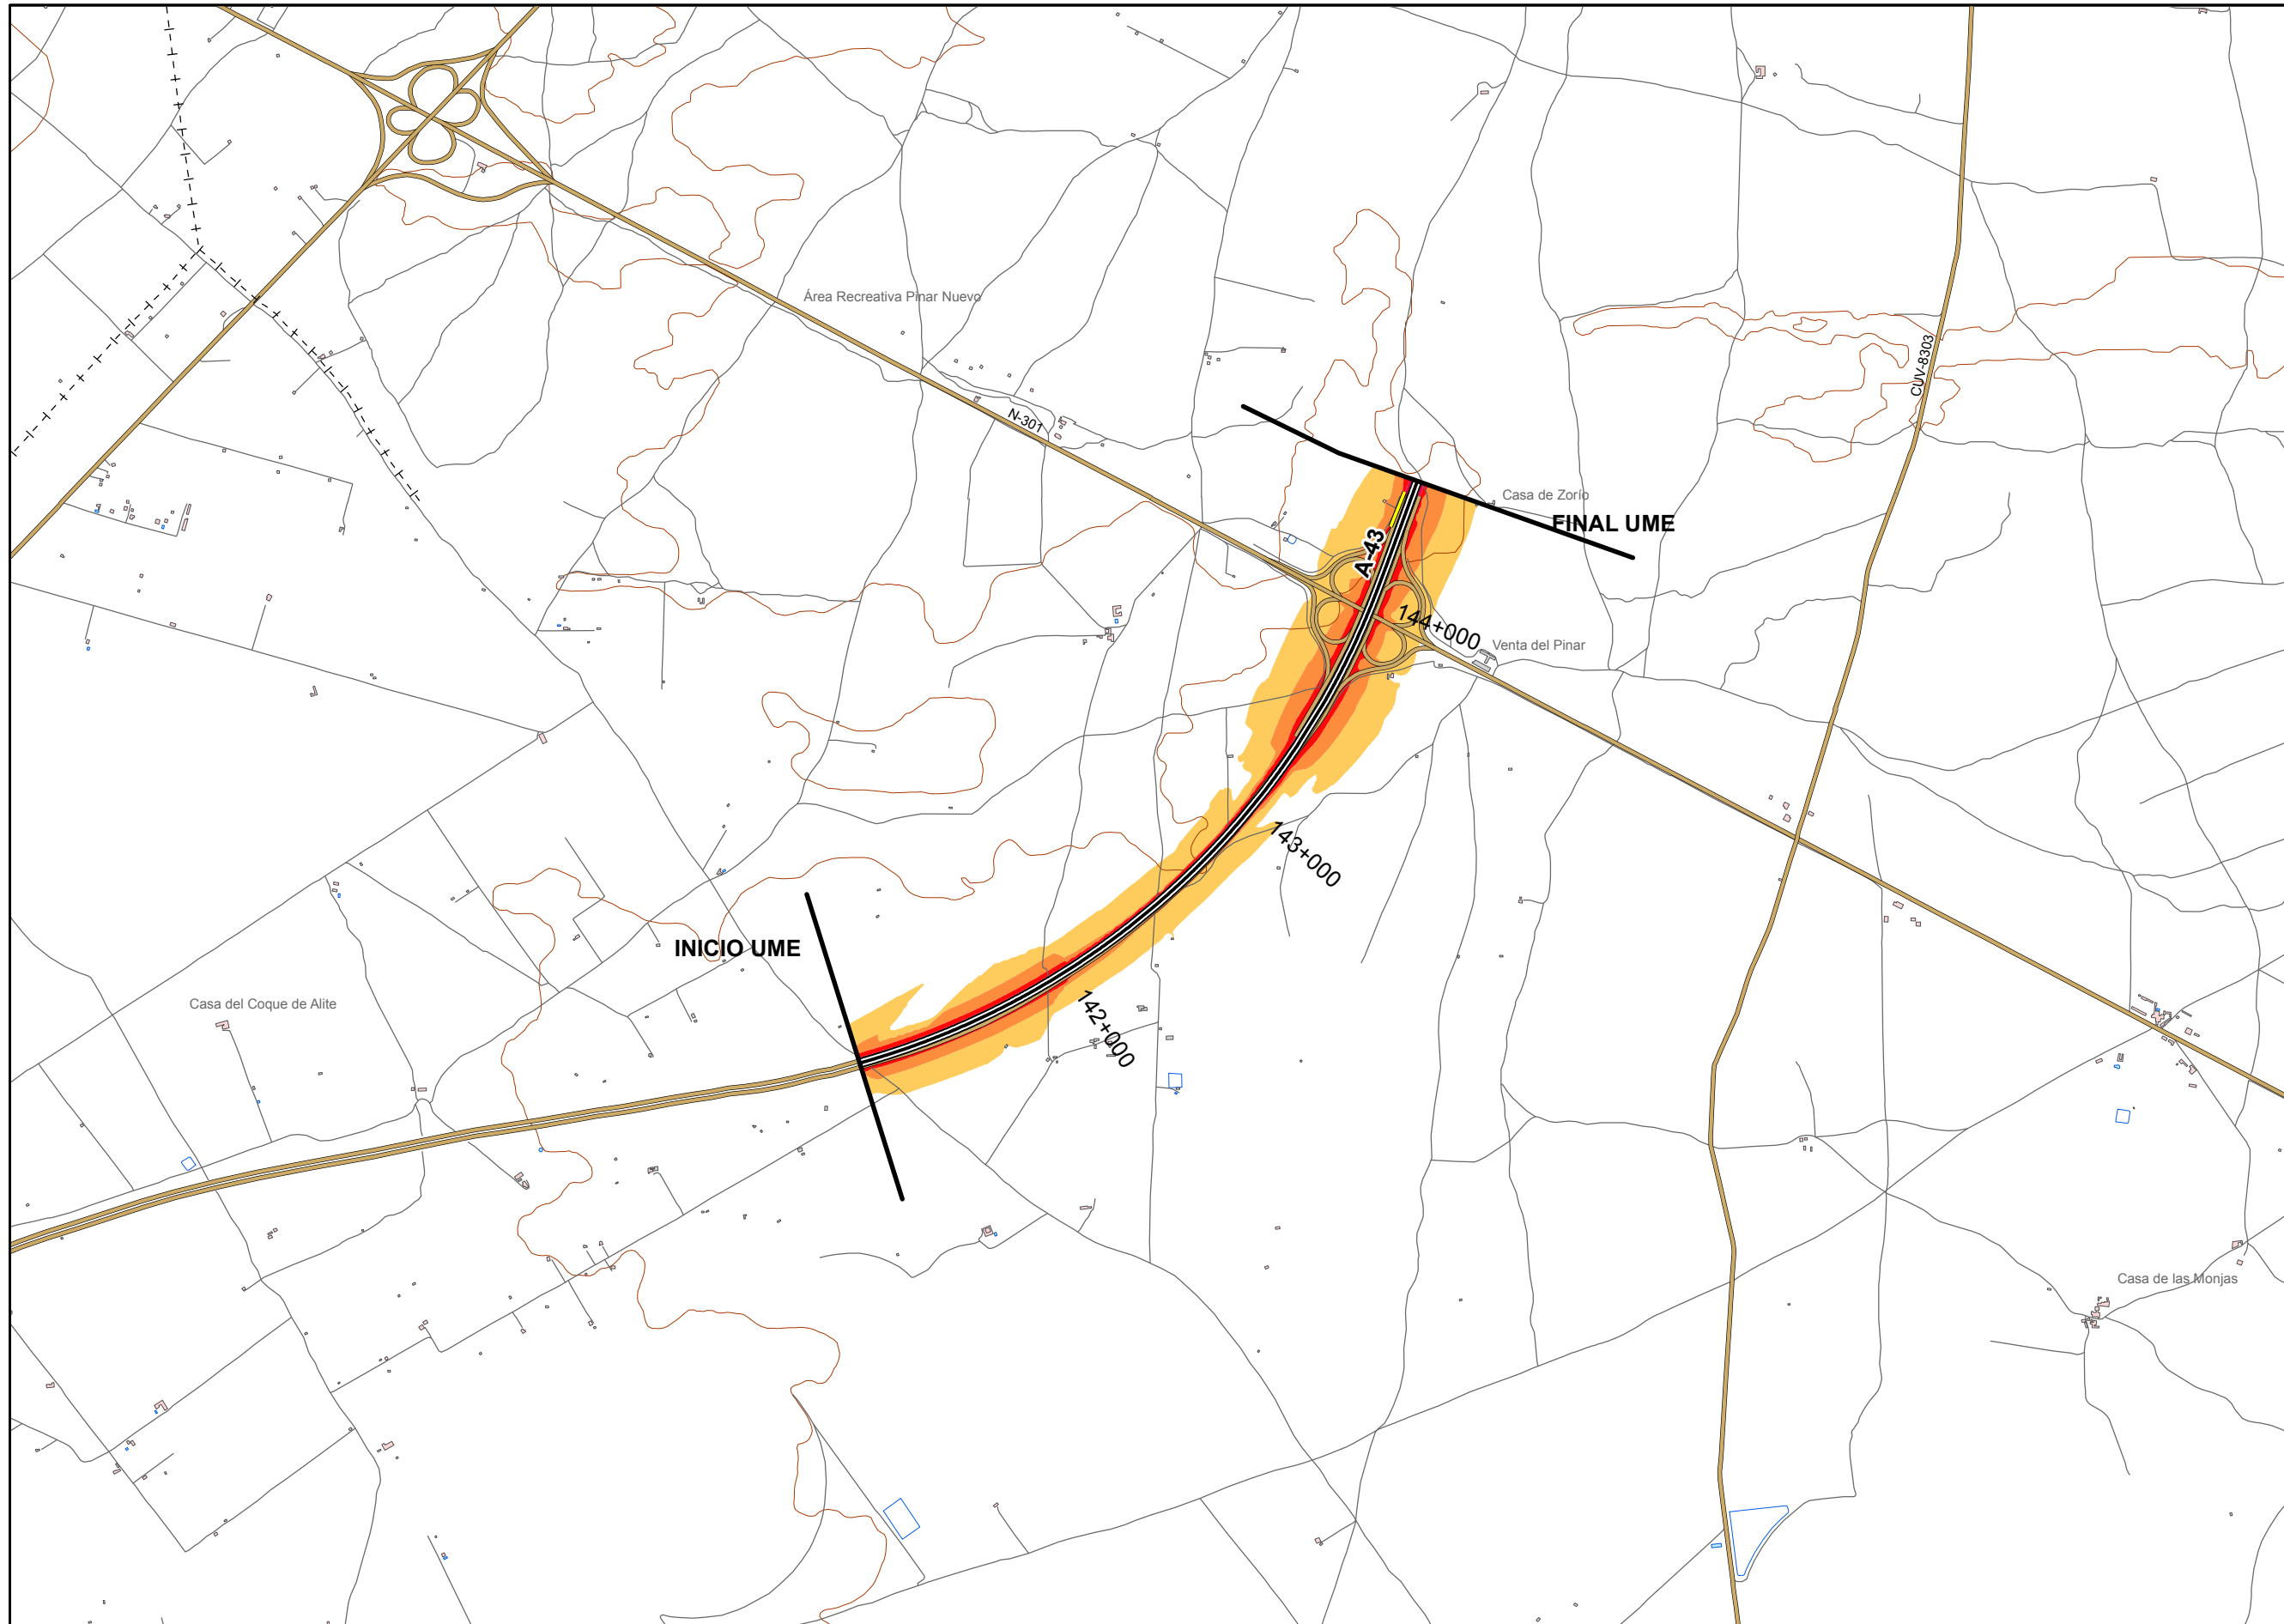 Área Recreativa Pinar Nuevo
CUV-8303
N-301
Casa de Zorío
FINAL UME
A-43
144+000
Venta del Pinar
143+000
INICIO UME
Casa del Coque de Alite
142+000
Casa de las Monjas